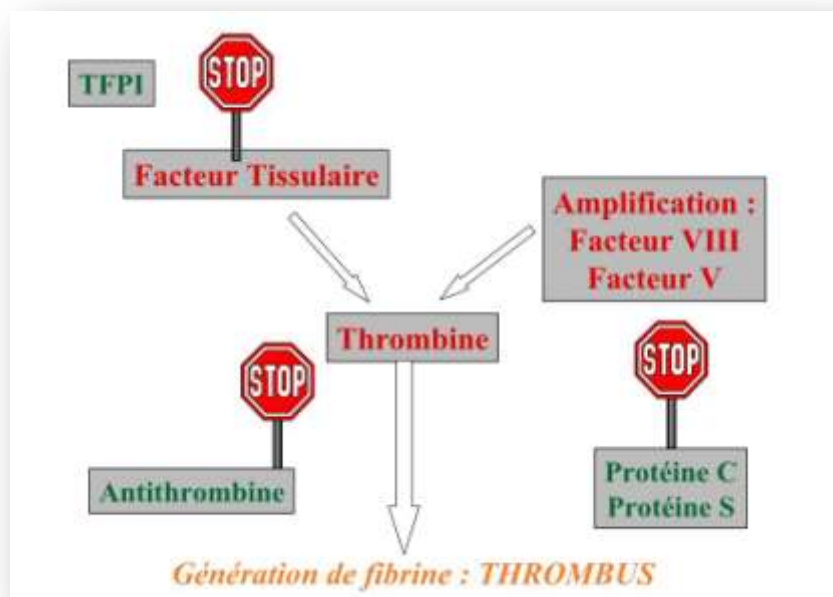 STOP
TFPI
Facteur Tissulaire
Amplification :
Facteur VIII
Facteur V
Thrombine
STOP
STOP
Antithrombine
Protéine C
Protéine S
Génération de fibrine : THROMBUS